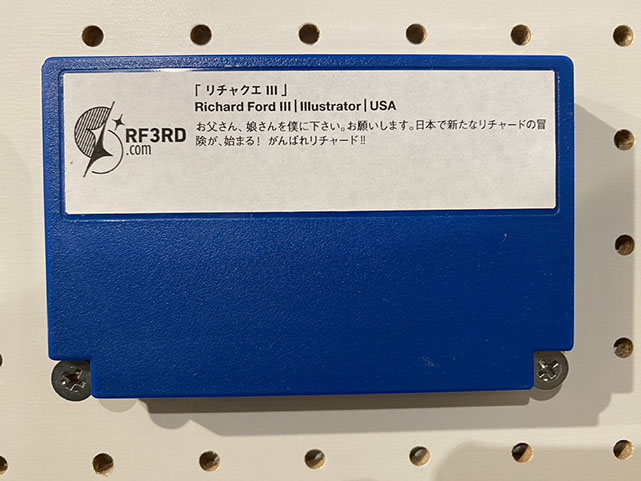 「 リチャクエ III 」
Richard Ford III | Illustrator | USA
お父さん、娘さんを僕に下さい。お願いします。日本で新たなリチャードの冒
険が、始まる！ がんばれリチャード!!
RF3RD
.com